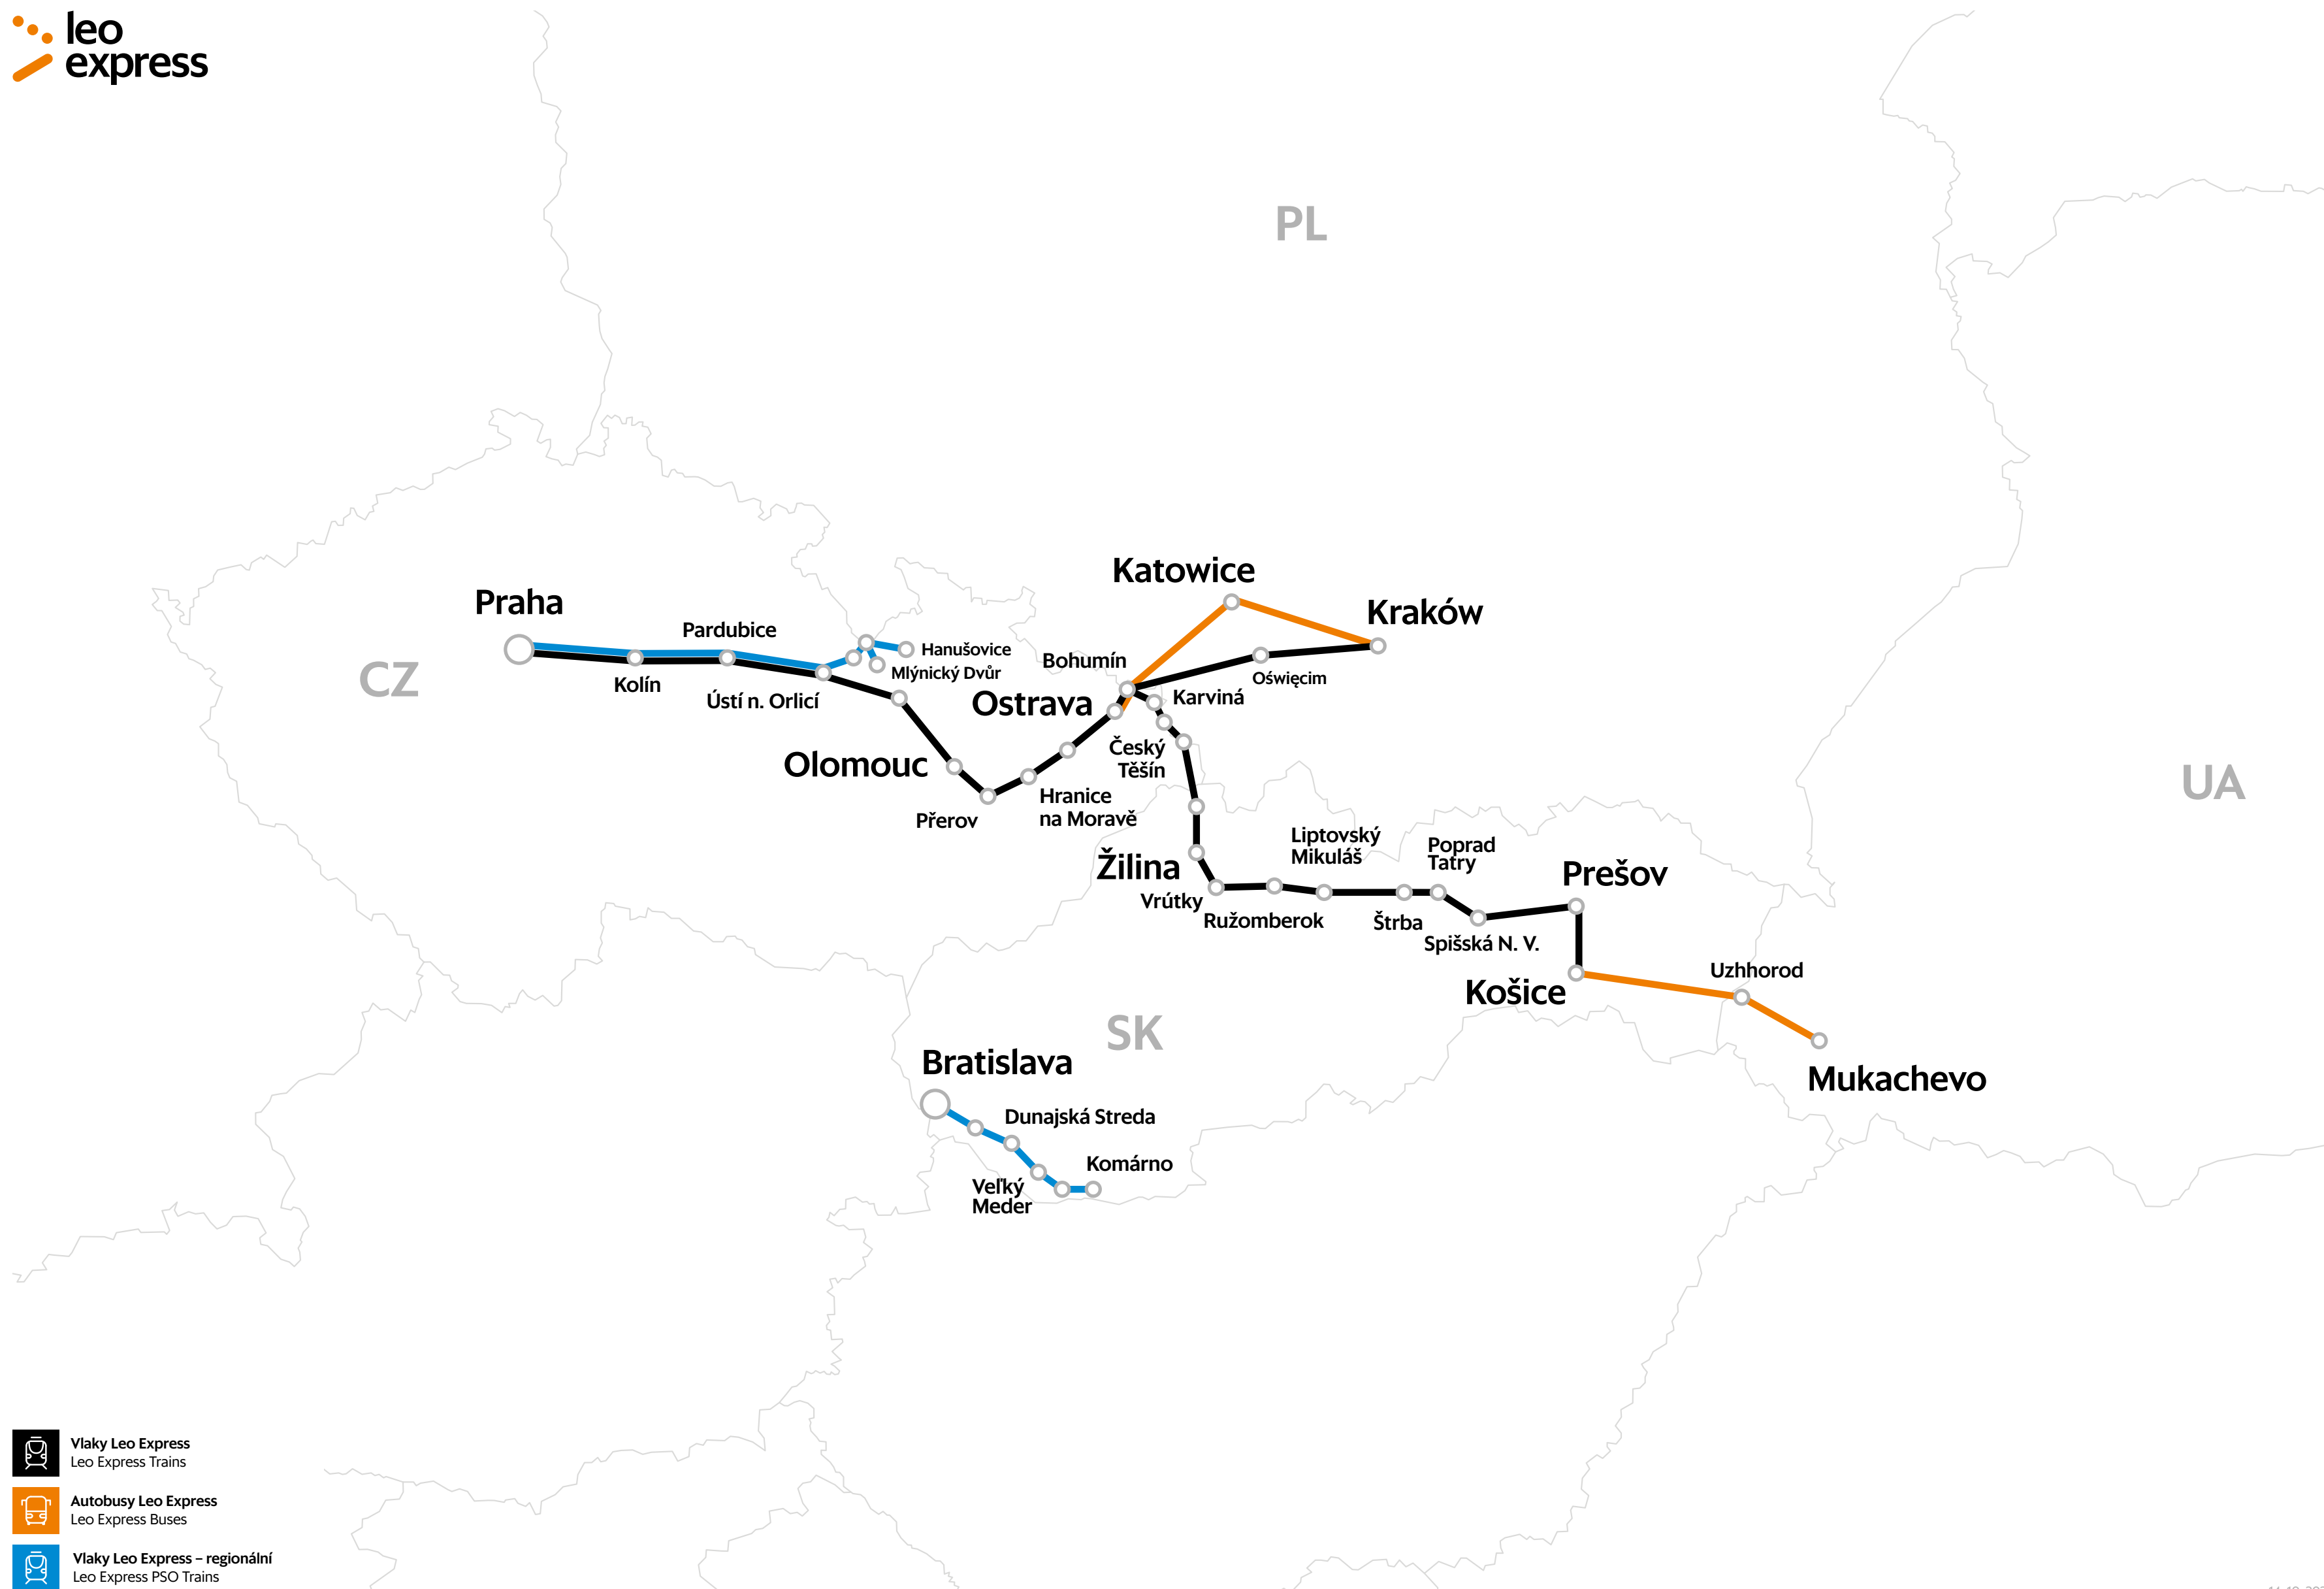 leo
express
PL
Katowice
Praha
Kraków
Pardubice
Hanušovice
Bohumín
Mlýnický Dvůr
Oświęcim
CZ
Kolín
Karviná
Ústí n. Orlicí
Ostrava
Český
Těšín
Olomouc
UA
Hranice
na Moravě
Přerov
Liptovský
Mikuláš
Poprad
Tatry
Žilina
Prešov
Vrútky
Ružomberok
Štrba
Spišská N. V.
Uzhhorod
Košice
SK
Bratislava
Mukachevo
Dunajská Streda
Komárno
Veľký
Meder
Vlaky Leo Express
Leo Express Trains
Autobusy Leo Express
Leo Express Buses
Vlaky Leo Express – regionální
Leo Express PSO Trains